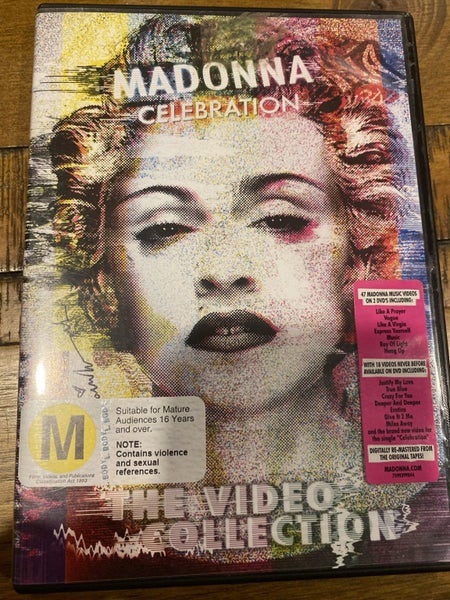 MADONNA
CELEBRATION
47 MADONNA MUSIC VIDEOS
ON 2 DVD'S INCLUDING:
Like A Prayer
Vogue
Like A Virgin
Express Yourself
Music
Ray Of Light
Hung Up
WITH 18 VIDEOS NEVER BEFORE
AVAILABLE ON DVD INCLUDING:
Justify My Love
True Blue
Crazy For You
Deeper And Deeper
Erotica
Give It 2 Me
Miles Away
and the brand new video for
the single "Celebration"
DIGITALLY RE-MASTERED FROM
THE ORIGINAL TAPES!
MADONNA.COM
M
Films, Videos, and Publications
Classification Act 1993
Suitable for Mature
Audiences 16 Years
and over.
NOTE:
Contains violence
and sexual
references.
THE VIDEO
COLLECTION